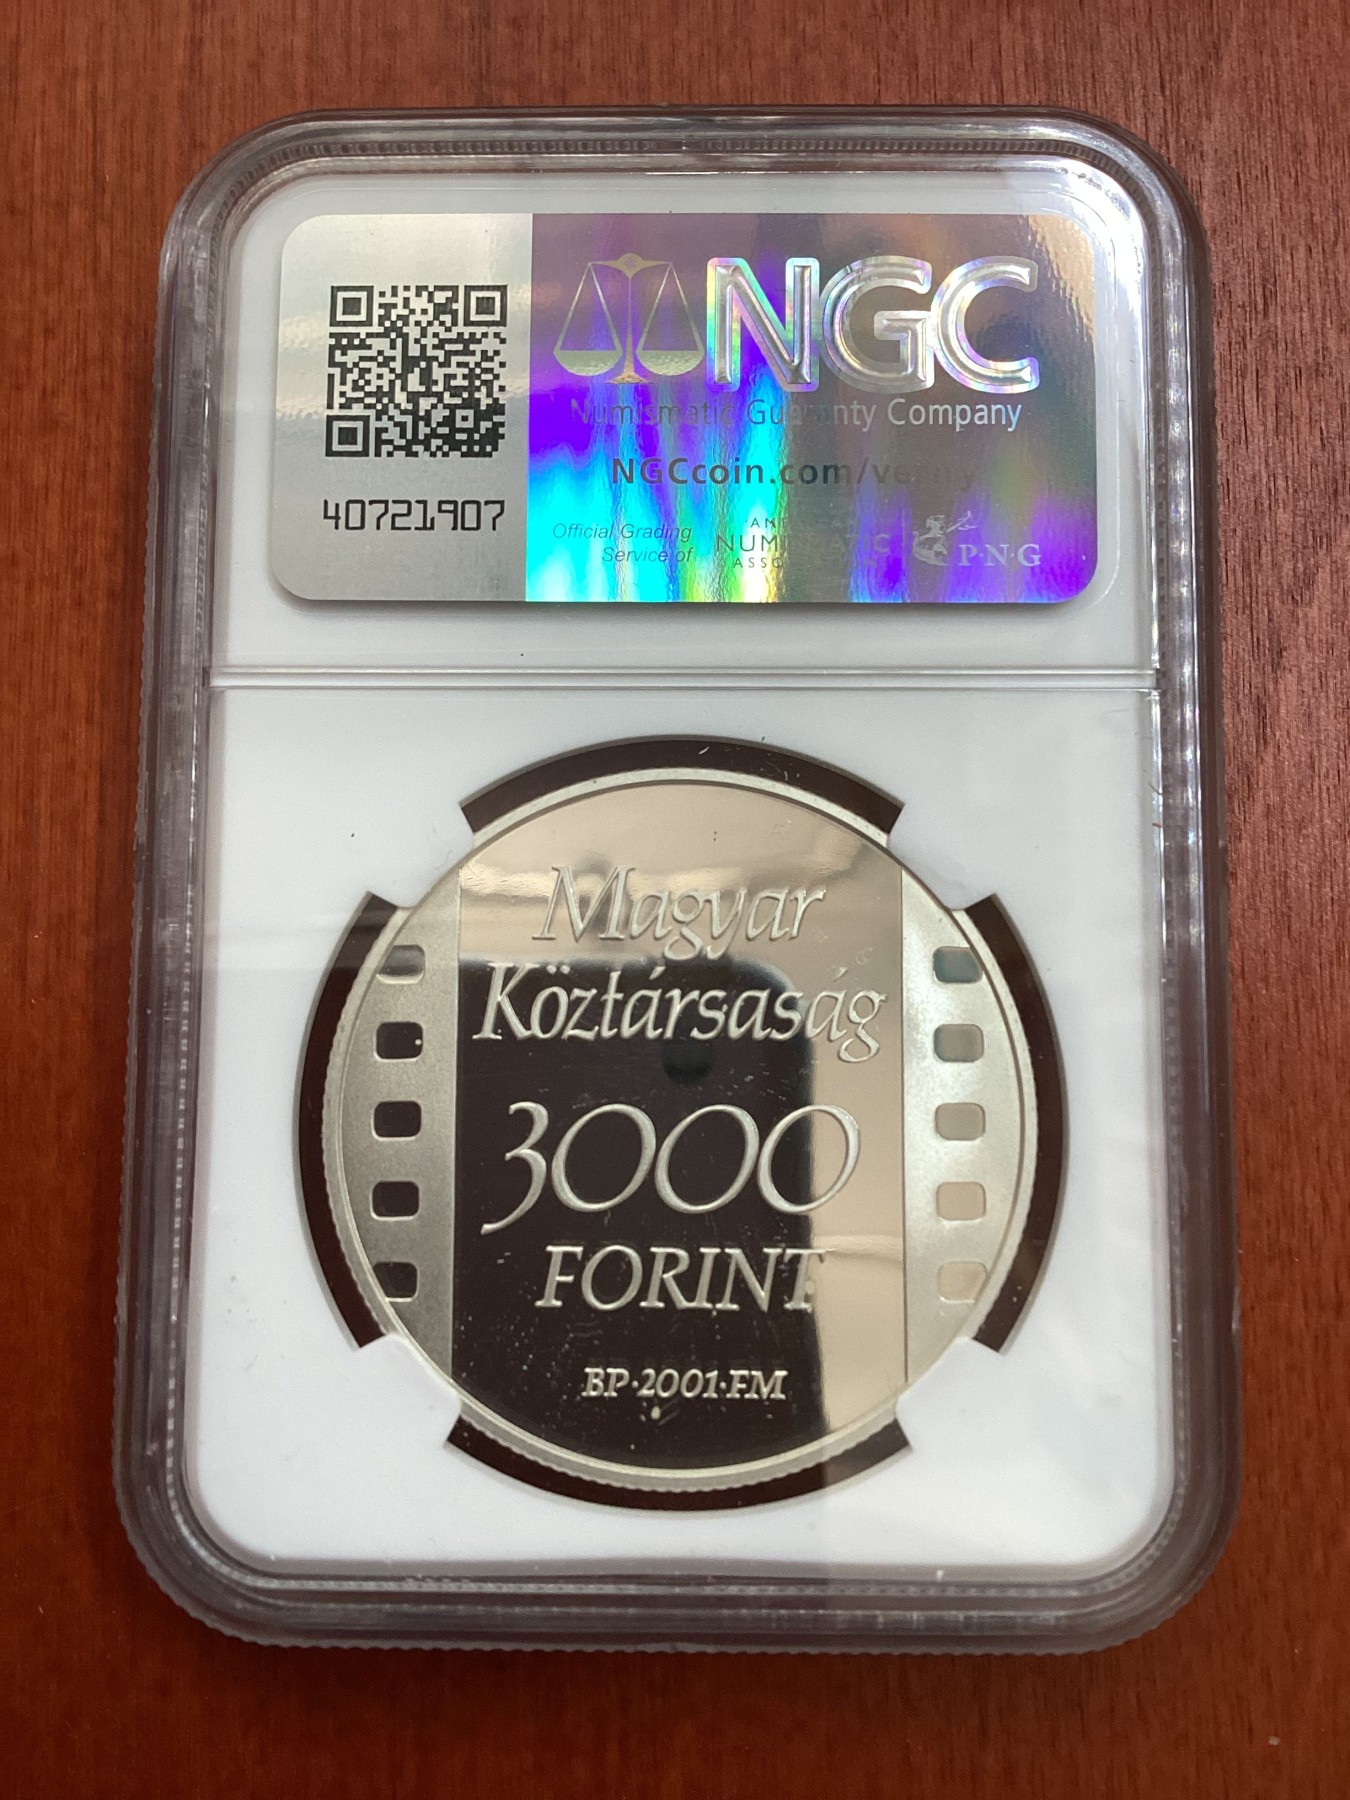 NGC
Numismatic Guaranty Company
NGCcoin.com/verify
40721907
Official Grading
Service of
NUMISMATIC
P·N·G
Magyar
Köztársaság
3000
FORINT
BP·2001·FM